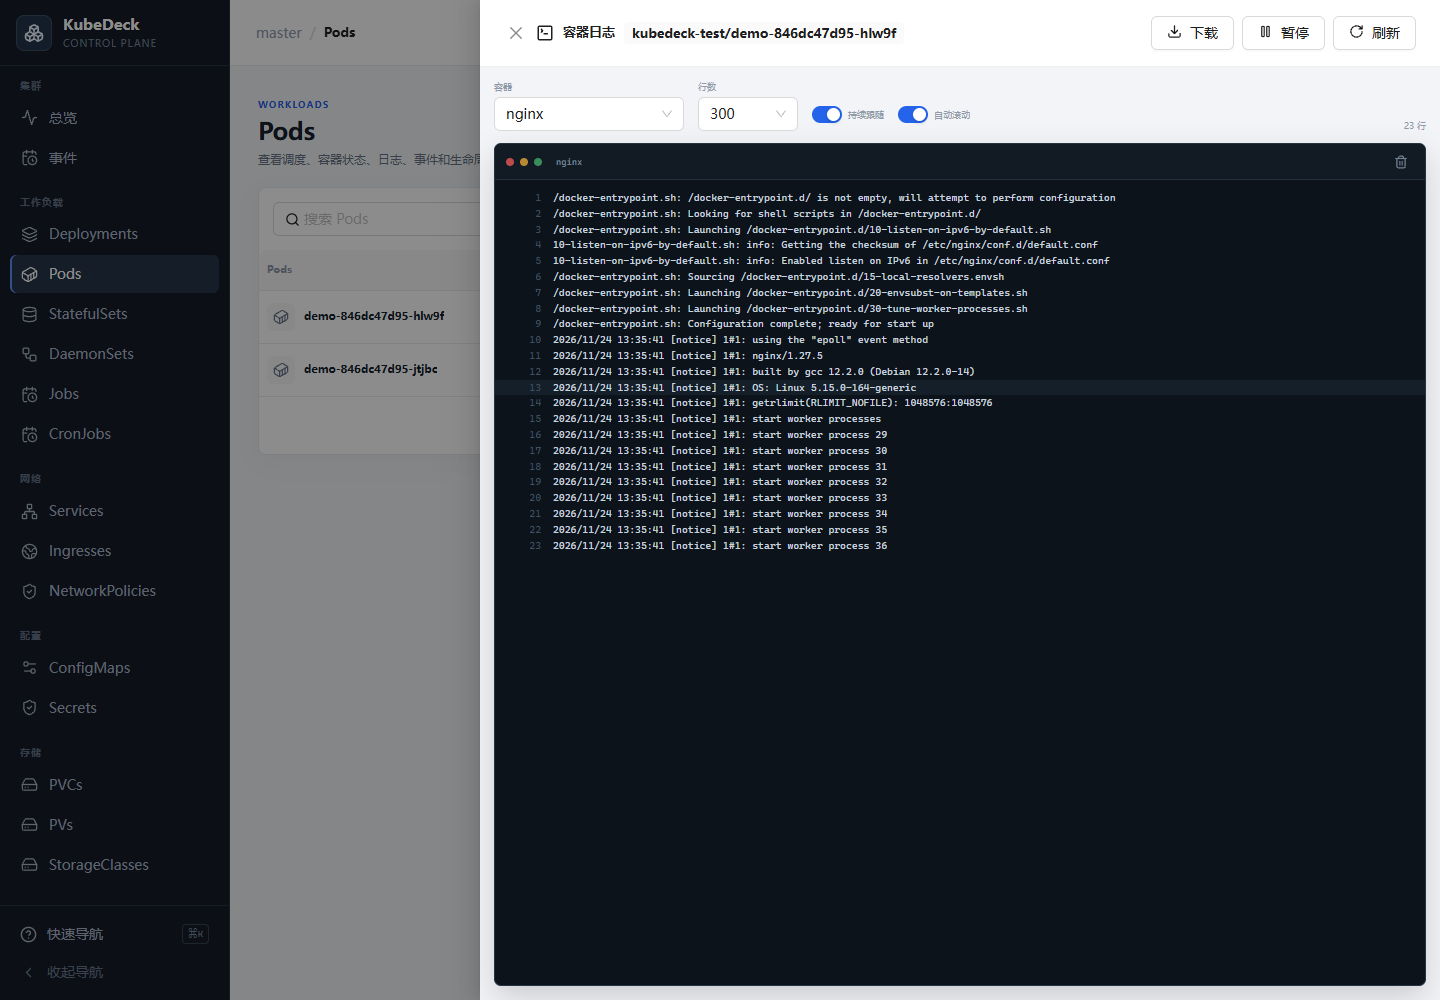 KubeDeck
CONTROL PLANE
集群
总览
事件
工作负载
Deployments
Pods
StatefulSets
DaemonSets
Jobs
CronJobs
网络
Services
Ingresses
NetworkPolicies
配置
ConfigMaps
Secrets
存储
PVCs
PVs
StorageClasses
快速导航 ⌘K
收起导航
master / Pods
WORKLOADS
Pods
查看调度、容器状态、日志、事件和生命周
搜索 Pods
Pods
demo-846dc47d95-hlw9f
demo-846dc47d95-jtjbc
容器日志 kubedeck-test/demo-846dc47d95-hlw9f
下载 暂停 刷新
容器 行数
nginx 300 持续跟随 自动滚动
23 行
nginx
1 /docker-entrypoint.sh: /docker-entrypoint.d/ is not empty, will attempt to perform configuration
2 /docker-entrypoint.sh: Looking for shell scripts in /docker-entrypoint.d/
3 /docker-entrypoint.sh: Launching /docker-entrypoint.d/10-listen-on-ipv6-by-default.sh
4 10-listen-on-ipv6-by-default.sh: info: Getting the checksum of /etc/nginx/conf.d/default.conf
5 10-listen-on-ipv6-by-default.sh: info: Enabled listen on IPv6 in /etc/nginx/conf.d/default.conf
6 /docker-entrypoint.sh: Sourcing /docker-entrypoint.d/15-local-resolvers.envsh
7 /docker-entrypoint.sh: Launching /docker-entrypoint.d/20-envsubst-on-templates.sh
8 /docker-entrypoint.sh: Launching /docker-entrypoint.d/30-tune-worker-processes.sh
9 /docker-entrypoint.sh: Configuration complete; ready for start up
10 2026/11/24 13:35:41 [notice] 1#1: using the "epoll" event method
11 2026/11/24 13:35:41 [notice] 1#1: nginx/1.27.5
12 2026/11/24 13:35:41 [notice] 1#1: built by gcc 12.2.0 (Debian 12.2.0-14)
13 2026/11/24 13:35:41 [notice] 1#1: OS: Linux 5.15.0-164-generic
14 2026/11/24 13:35:41 [notice] 1#1: getrlimit(RLIMIT_NOFILE): 1048576:1048576
15 2026/11/24 13:35:41 [notice] 1#1: start worker processes
16 2026/11/24 13:35:41 [notice] 1#1: start worker process 29
17 2026/11/24 13:35:41 [notice] 1#1: start worker process 30
18 2026/11/24 13:35:41 [notice] 1#1: start worker process 31
19 2026/11/24 13:35:41 [notice] 1#1: start worker process 32
20 2026/11/24 13:35:41 [notice] 1#1: start worker process 33
21 2026/11/24 13:35:41 [notice] 1#1: start worker process 34
22 2026/11/24 13:35:41 [notice] 1#1: start worker process 35
23 2026/11/24 13:35:41 [notice] 1#1: start worker process 36